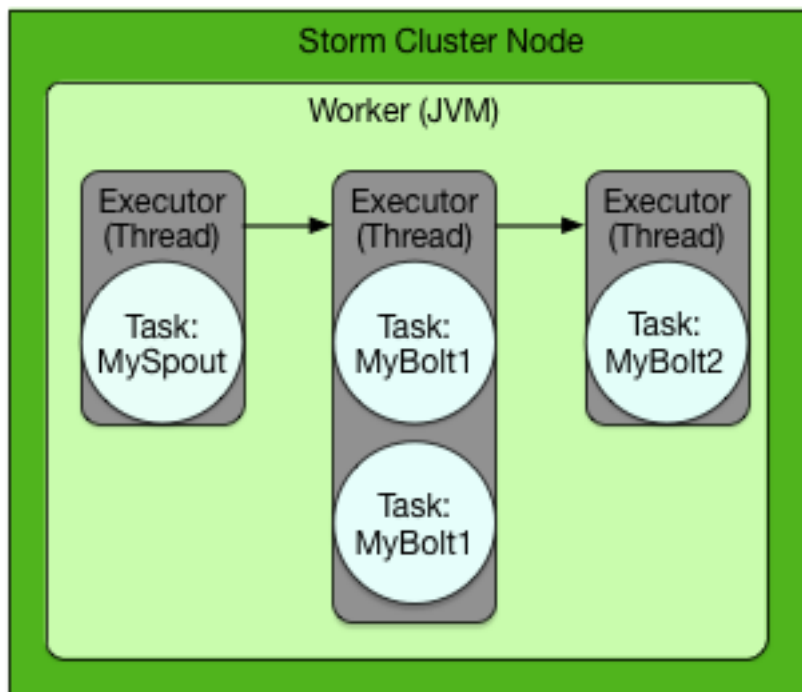 Storm Cluster Node
Worker (JVM)
Executor
(Thread)
Task:
MySpout
Executor
(Thread)
Task:
MyBolt1
Task:
MyBolt1
Executor
(Thread)
Task:
MyBolt2